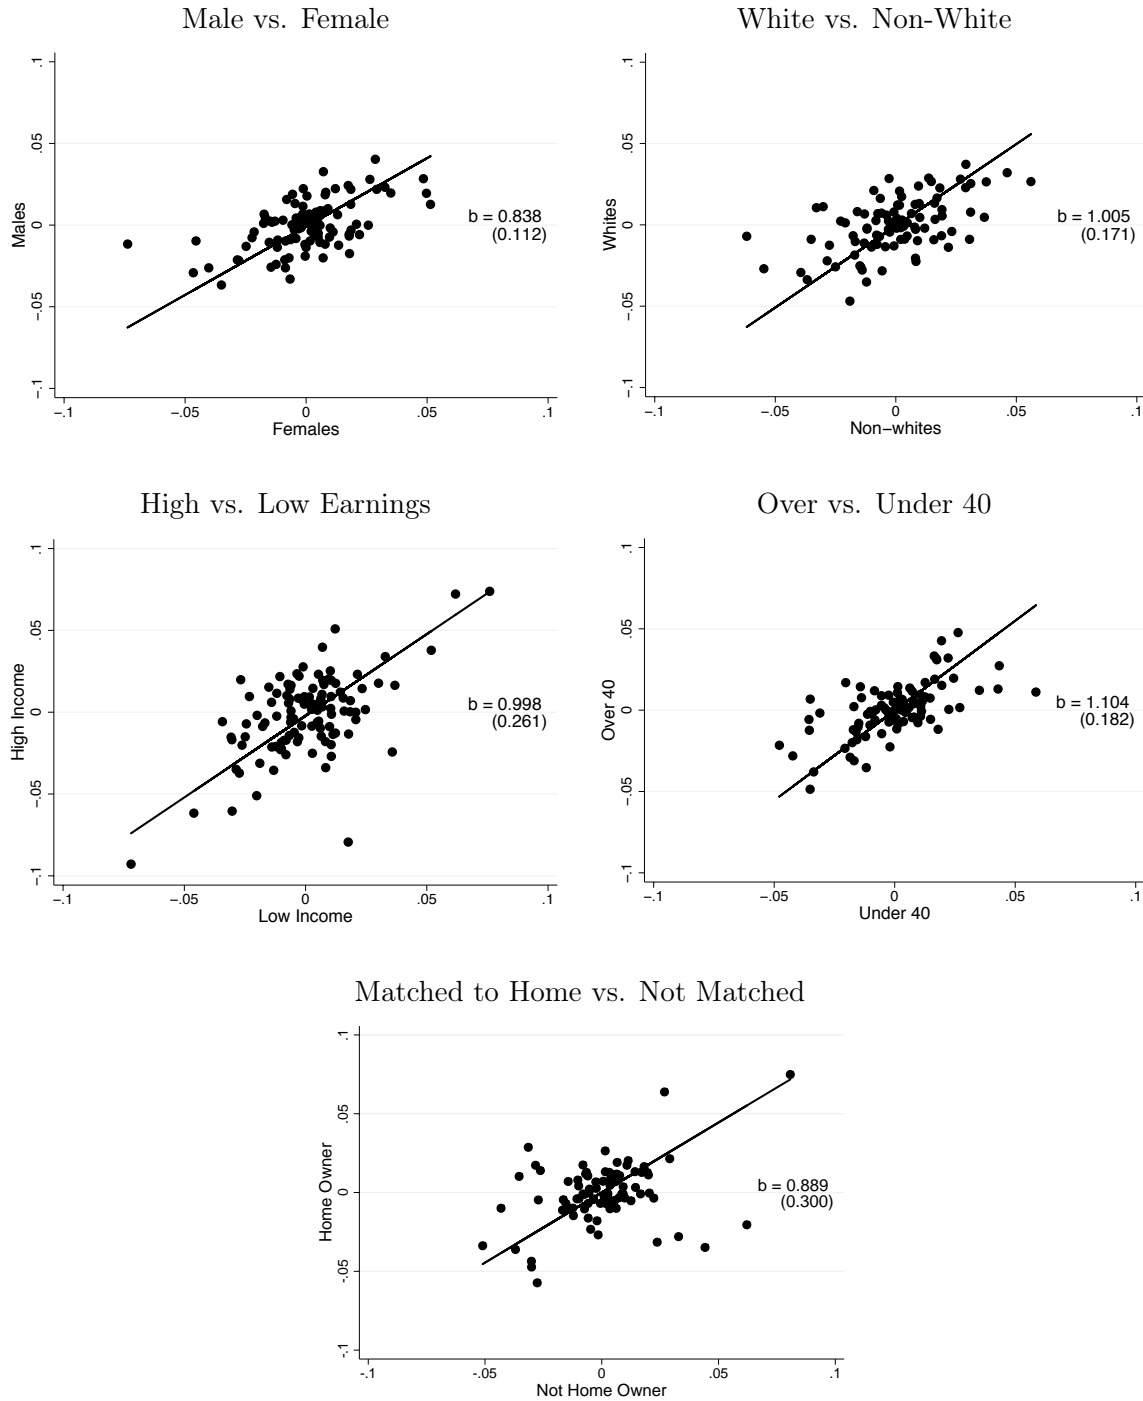 Male vs. Female
White vs. Non-White
.1
.05
0
−.05
−.1
Males
b = 0.838
(0.112)
−.1
−.05
0
.05
.1
Females
.1
.05
0
−.05
−.1
Whites
b = 1.005
(0.171)
−.1
−.05
0
.05
.1
Non−whites
High vs. Low Earnings
Over vs. Under 40
.1
.05
0
−.05
−.1
High Income
b = 0.998
(0.261)
−.1
−.05
0
.05
.1
Low Income
.1
.05
0
−.05
−.1
Over 40
b = 1.104
(0.182)
−.1
−.05
0
.05
.1
Under 40
Matched to Home vs. Not Matched
.1
.05
0
-.05
-.1
Home Owner
b = 0.889
(0.300)
-.1
-.05
0
.05
.1
Not Home Owner